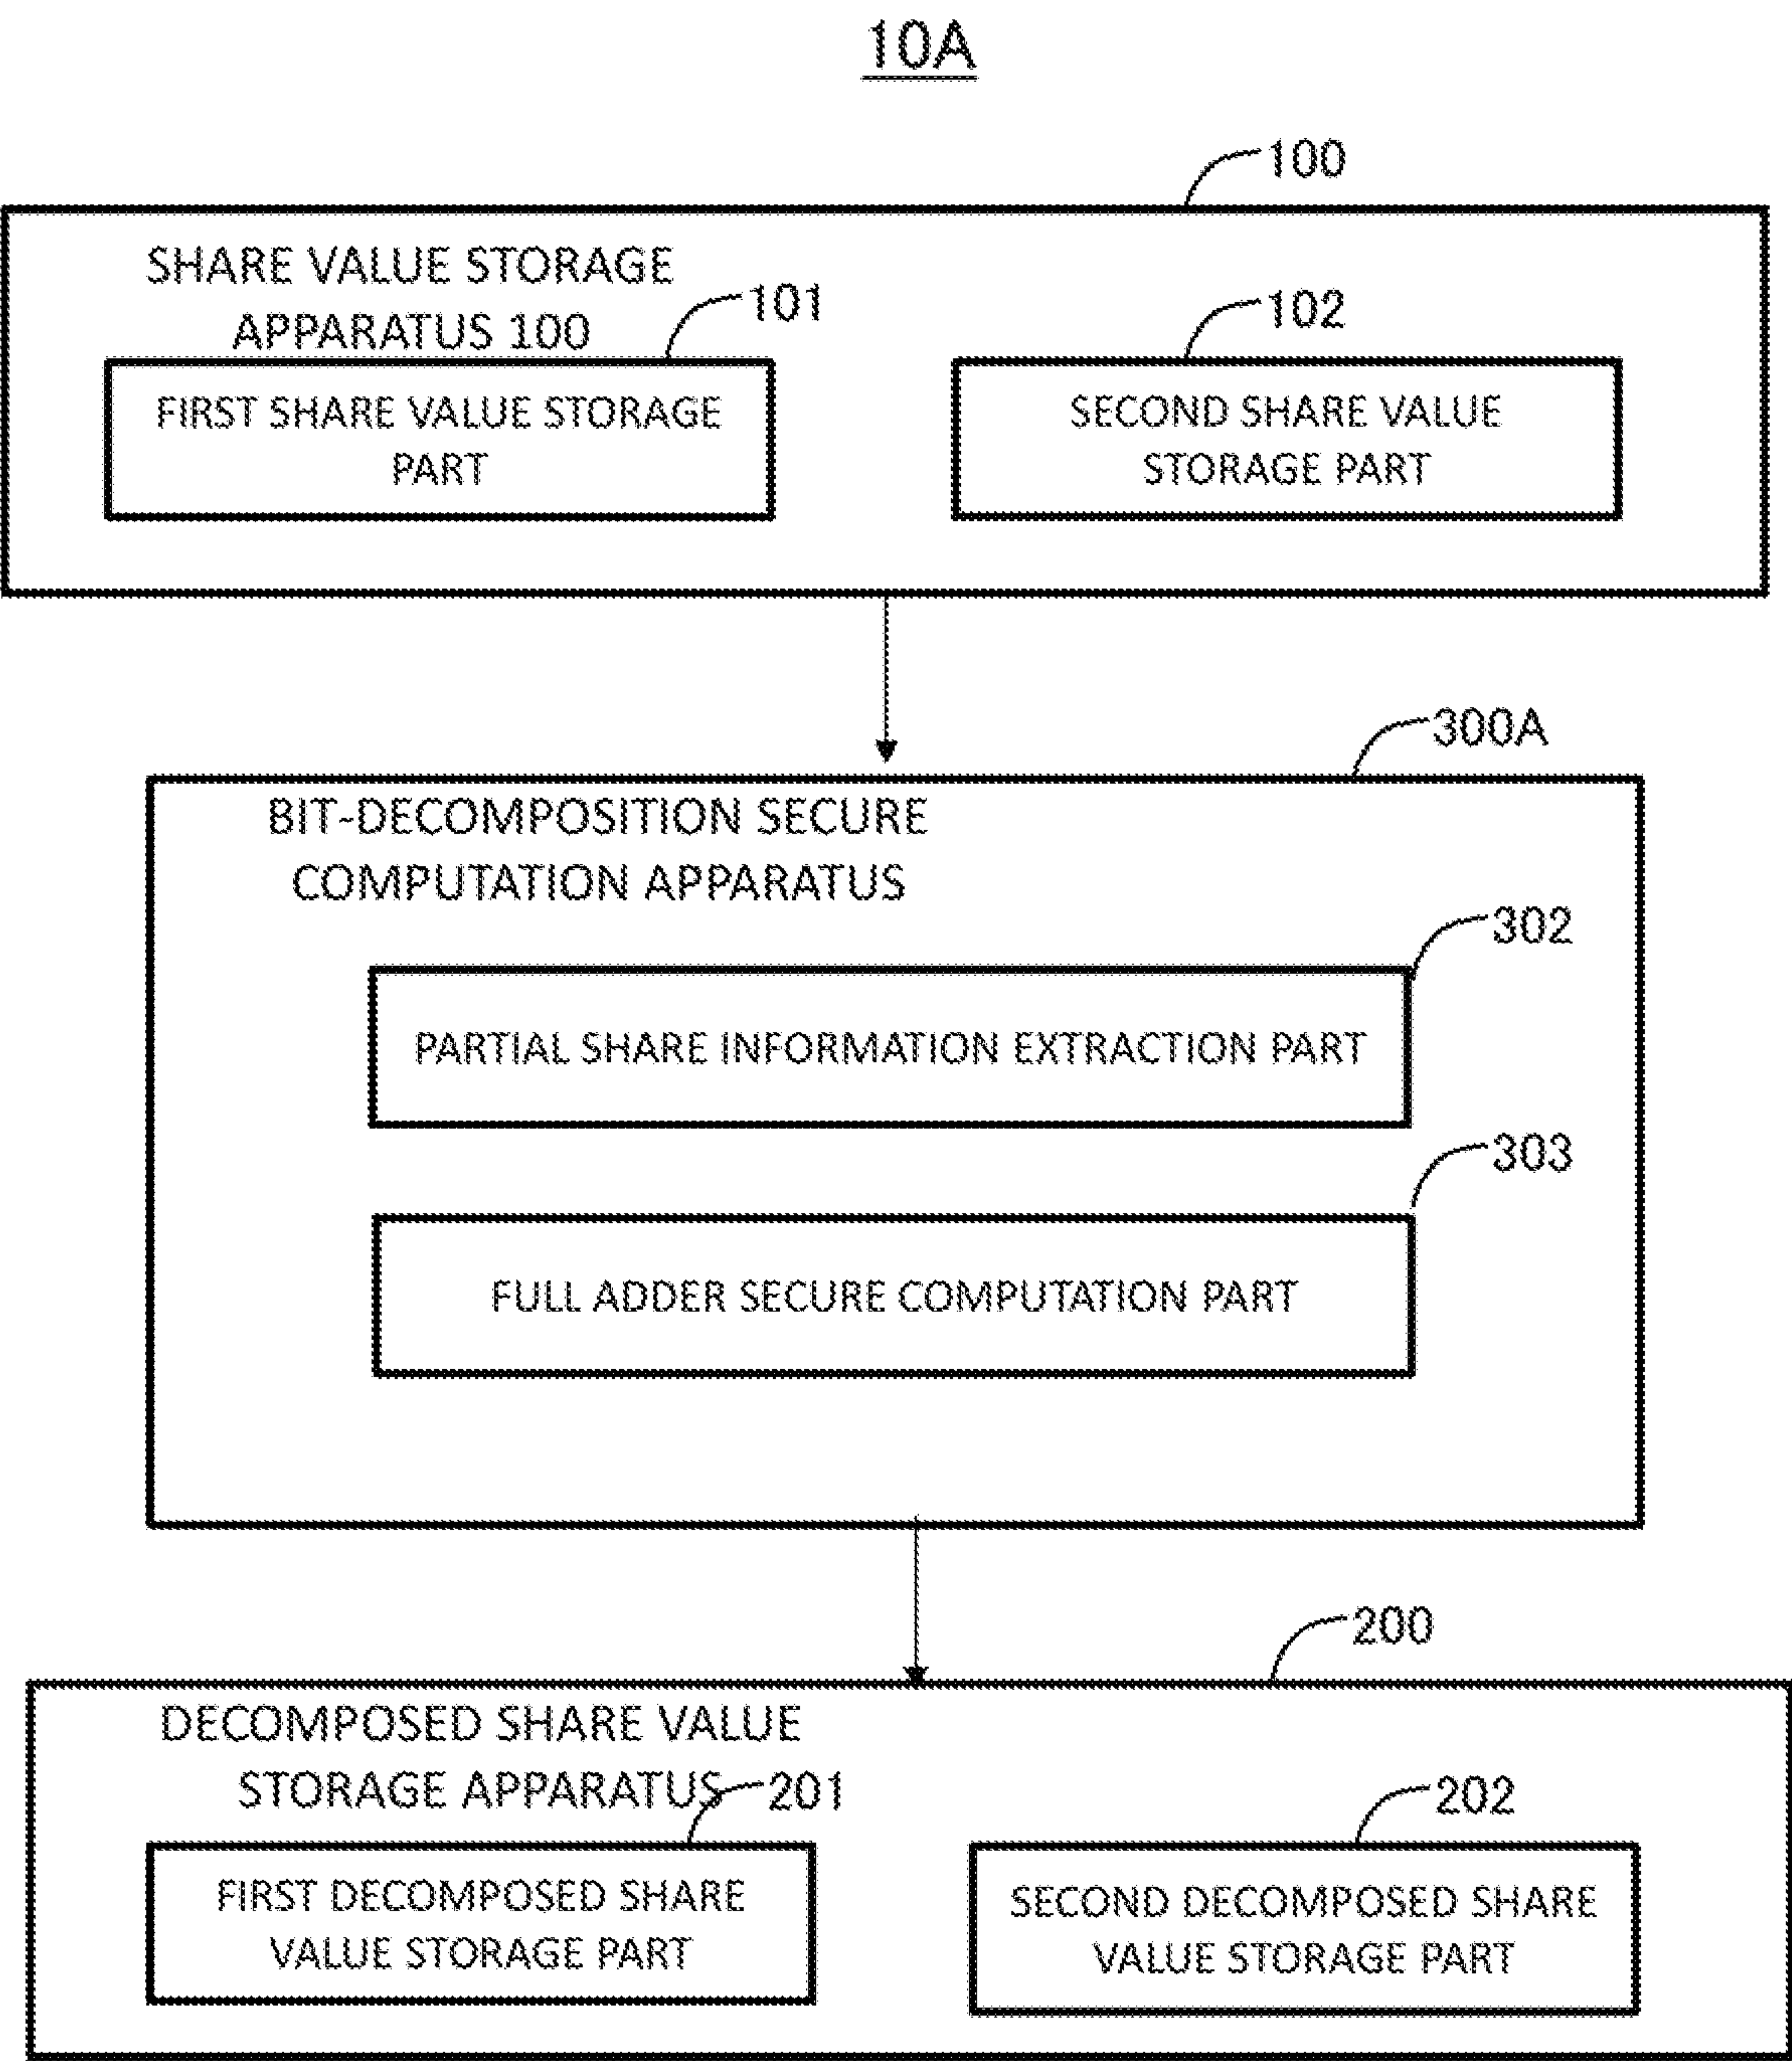 10A
100
SHARE VALUE STORAGE
APPARATUS 100
101
102
FIRST SHARE VALUE STORAGE
PART
SECOND SHARE VALUE
STORAGE PART
300A
BIT-DECOMPOSITION SECURE
COMPUTATION APPARATUS
302
PARTIAL SHARE INFORMATION EXTRACTION PART
303
FULL ADDER SECURE COMPUTATION PART
200
DECOMPOSED SHARE VALUE
STORAGE APPARATUS
201
202
FIRST DECOMPOSED SHARE
VALUE STORAGE PART
SECOND DECOMPOSED SHARE
VALUE STORAGE PART